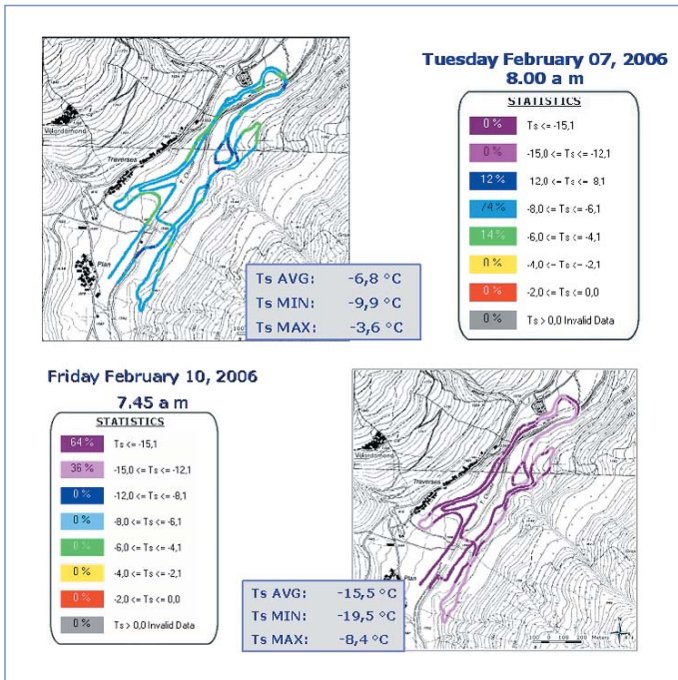 Tuesday February 07, 2006
8.00 a m
STATISTICS
0 % Ts <= -15,1
0 % -15,0 <= Ts <= -12,1
12 % -12,0 <= Ts <= -8,1
74 % -8,0 <= Ts <= -6,1
14 % -6,0 <= Ts <= -4,1
0 % -4,0 <= Ts <= -2,1
0 % -2,0 <= Ts <= 0,0
0 % Ts > 0,0 Invalid Data
Traverses
Plan
Ts AVG: -6,8 °C
Ts MIN: -9,9 °C
Ts MAX: -3,6 °C
Friday February 10, 2006
7.45 a m
STATISTICS
64 % Ts <= -15,1
36 % -15,0 <= Ts <= -12,1
0 % -12,0 <= Ts <= -8,1
0 % -8,0 <= Ts <= -6,1
0 % -6,0 <= Ts <= -4,1
0 % -4,0 <= Ts <= -2,1
0 % -2,0 <= Ts <= 0,0
0 % Ts > 0,0 Invalid Data
Traverses
Plan
Ts AVG: -15,5 °C
Ts MIN: -19,5 °C
Ts MAX: -8,4 °C
100 0 100 200 Meters